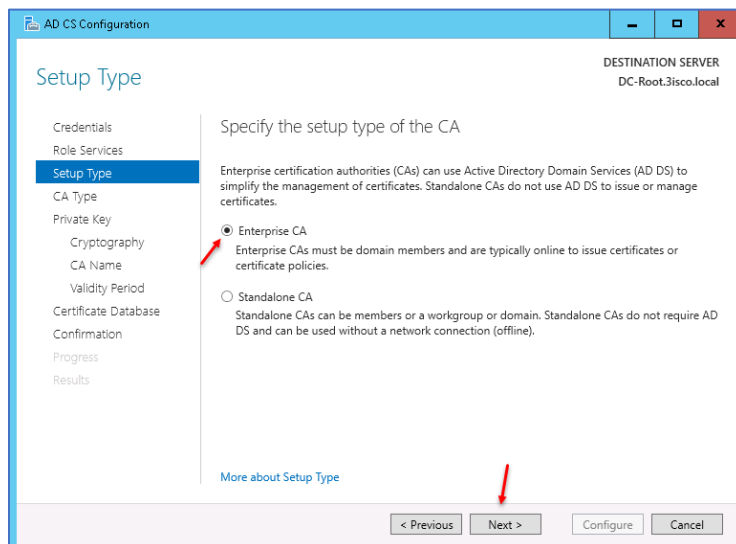 AD CS Configuration
DESTINATION SERVER
DC-Root.3isco.local
Setup Type
Credentials
Role Services
Setup Type
CA Type
Private Key
Cryptography
CA Name
Validity Period
Certificate Database
Confirmation
Progress
Results
Specify the setup type of the CA
Enterprise certification authorities (CAs) can use Active Directory Domain Services (AD DS) to
simplify the management of certificates. Standalone CAs do not use AD DS to issue or manage
certificates.
Enterprise CA
Enterprise CAs must be domain members and are typically online to issue certificates or
certificate policies.
Standalone CA
Standalone CAs can be members or a workgroup or domain. Standalone CAs do not require AD
DS and can be used without a network connection (offline).
More about Setup Type
< Previous
Next >
Configure
Cancel